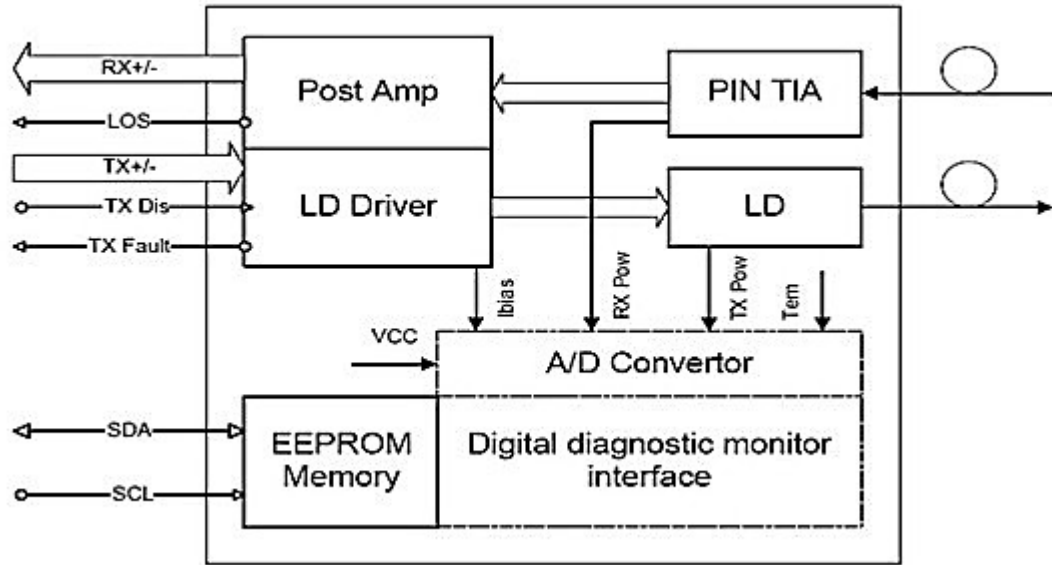 RX+/-
LOS
TX+/-
TX Dis
TX Fault
Post Amp
LD Driver
PIN TIA
LD
Ibias
RX Pow
TX Pow
Tem
VCC
A/D Convertor
SDA
SCL
EEPROM
Memory
Digital diagnostic monitor
interface